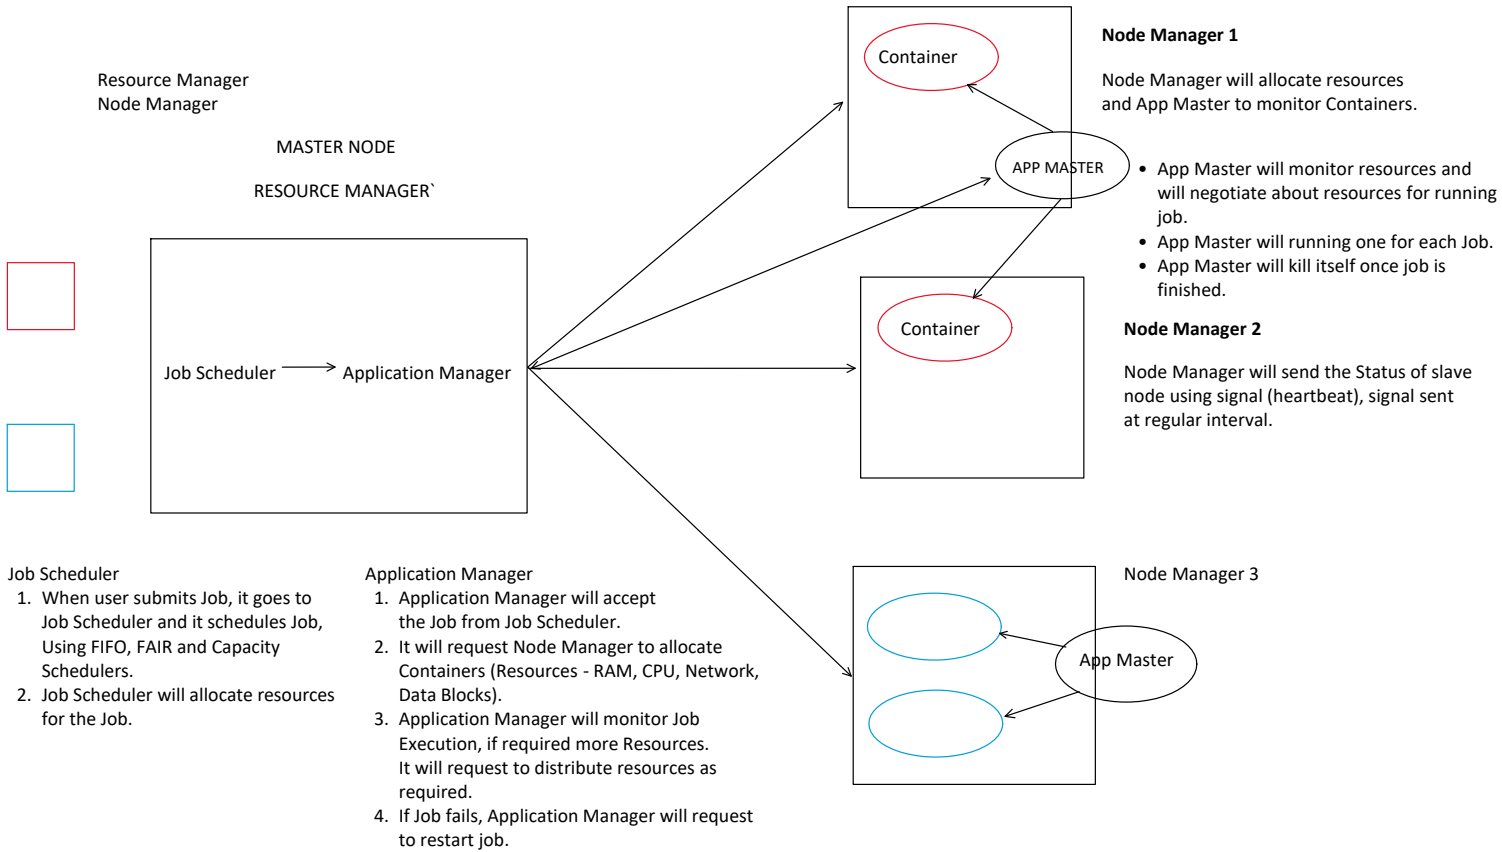 Resource Manager
Node Manager
MASTER NODE
RESOURCE MANAGER`
Job Scheduler
Application Manager
Container
APP MASTER
Node Manager 1
Node Manager will allocate resources
and App Master to monitor Containers.
• App Master will monitor resources and
will negotiate about resources for running
job.
• App Master will running one for each Job.
• App Master will kill itself once job is
finished.
Container
Node Manager 2
Node Manager will send the Status of slave
node using signal (heartbeat), signal sent
at regular interval.
Node Manager 3
App Master
Job Scheduler
1. When user submits Job, it goes to
Job Scheduler and it schedules Job,
Using FIFO, FAIR and Capacity
Schedulers.
2. Job Scheduler will allocate resources
for the Job.
Application Manager
1. Application Manager will accept
the Job from Job Scheduler.
2. It will request Node Manager to allocate
Containers (Resources - RAM, CPU, Network,
Data Blocks).
3. Application Manager will monitor Job
Execution, if required more Resources.
It will request to distribute resources as
required.
4. If Job fails, Application Manager will request
to restart job.